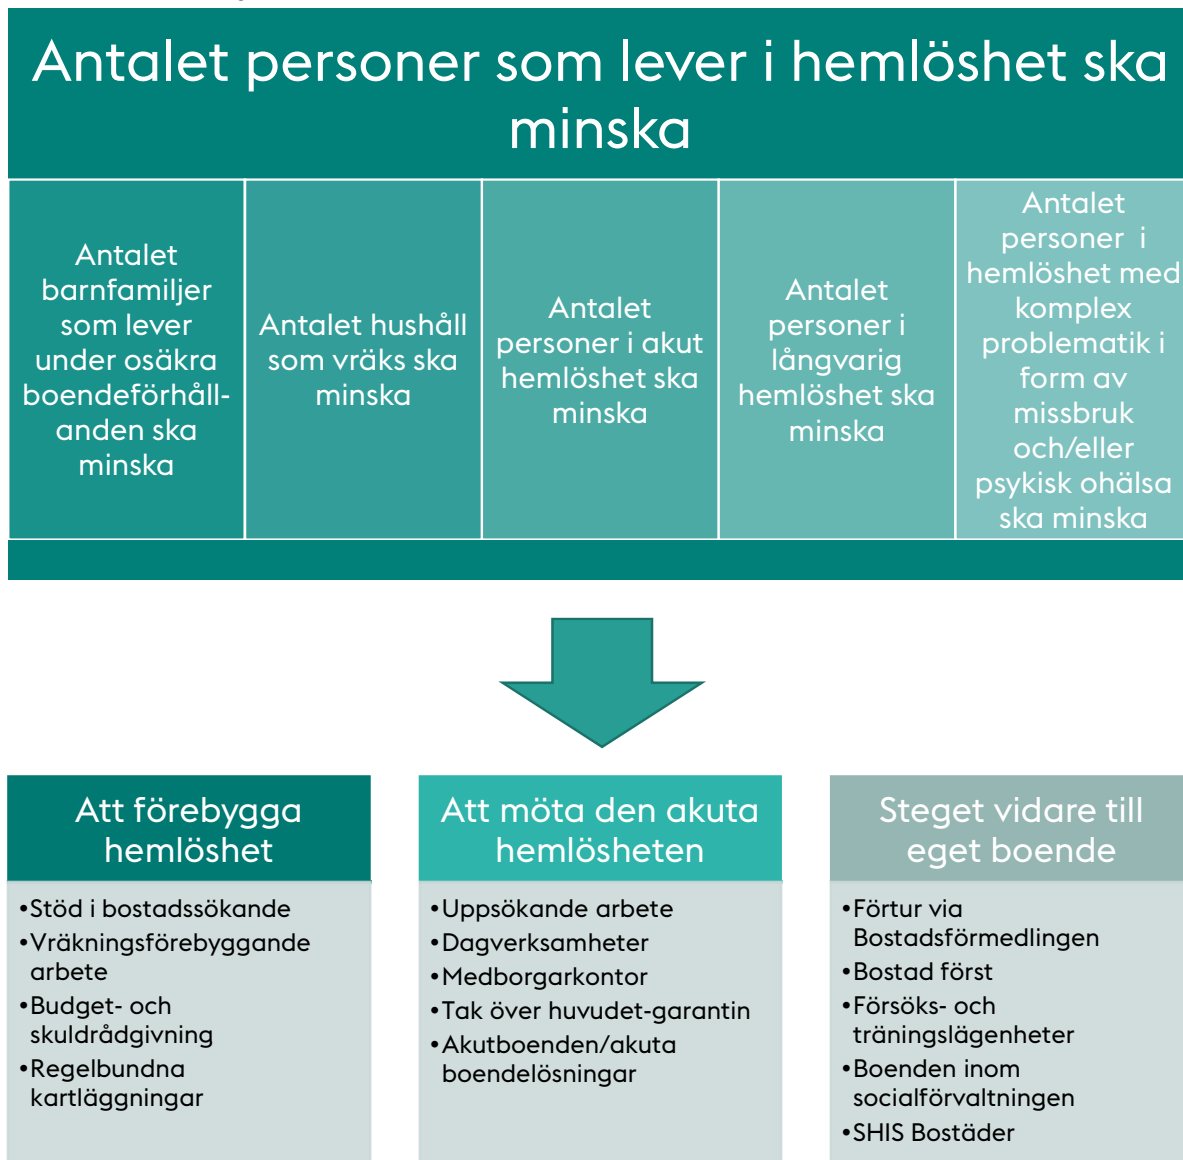 Antalet personer som lever i hemlöshet ska
minska
Antalet
barnfamiljer
som lever
under osäkra
boendeförhåll-
anden ska
minska
Antalet hushåll
som vräks ska
minska
Antalet
personer i akut
hemlöshet ska
minska
Antalet
personer i
långvarig
hemlöshet ska
minska
Antalet
personer i
hemlöshet med
komplex
problematik i
form av
missbruk
och/eller
psykisk ohälsa
ska minska
Att förebygga
hemlöshet
•Stöd i bostadssökande
•Vräkningsförebyggande
arbete
•Budget- och
skuldrådgivning
•Regelbundna
kartläggningar
Att möta den akuta
hemlösheten
•Uppsökande arbete
•Dagverksamheter
•Medborgarkontor
•Tak över huvudet-garantin
•Akutboenden/akuta
boendelösningar
Steget vidare till
eget boende
•Förtur via
Bostadsförmedlingen
•Bostad först
•Försöks- och
träningslägenheter
•Boenden inom
socialförvaltningen
•SHIS Bostäder